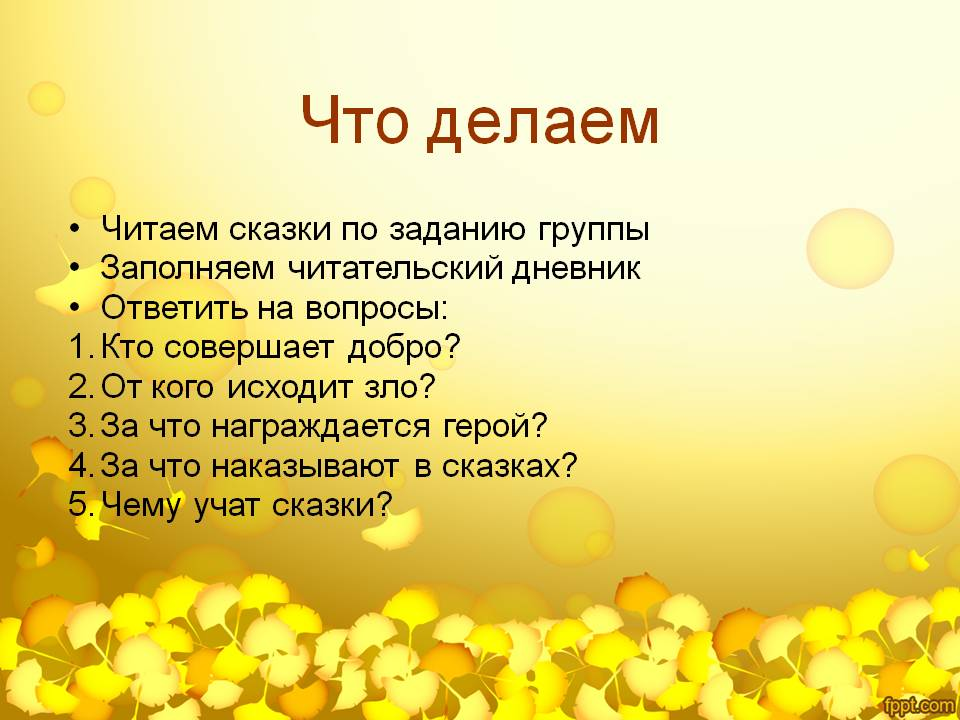 Что делаем
• Читаем сказки по заданию группы
• Заполняем читательский дневник
• Ответить на вопросы:
1. Кто совершает добро?
2. От кого исходит зло?
3. За что награждается герой?
4. За что наказывают в сказках?
5. Чему учат сказки?
fppt.com